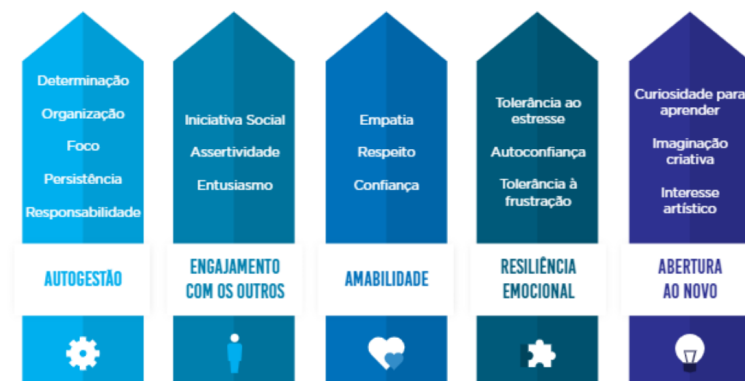 Determinação
Organização
Foco
Persistência
Responsabilidade
AUTOGESTÃO
Iniciativa Social
Assertividade
Entusiasmo
ENGAJAMENTO
COM OS OUTROS
Empatia
Respeito
Confiança
AMABILIDADE
Tolerância ao
estresse
Autoconfiança
Tolerância à
frustração
RESILIÊNCIA
EMOCIONAL
Curiosidade para
aprender
Imaginação
criativa
Interesse
artístico
ABERTURA
AO NOVO